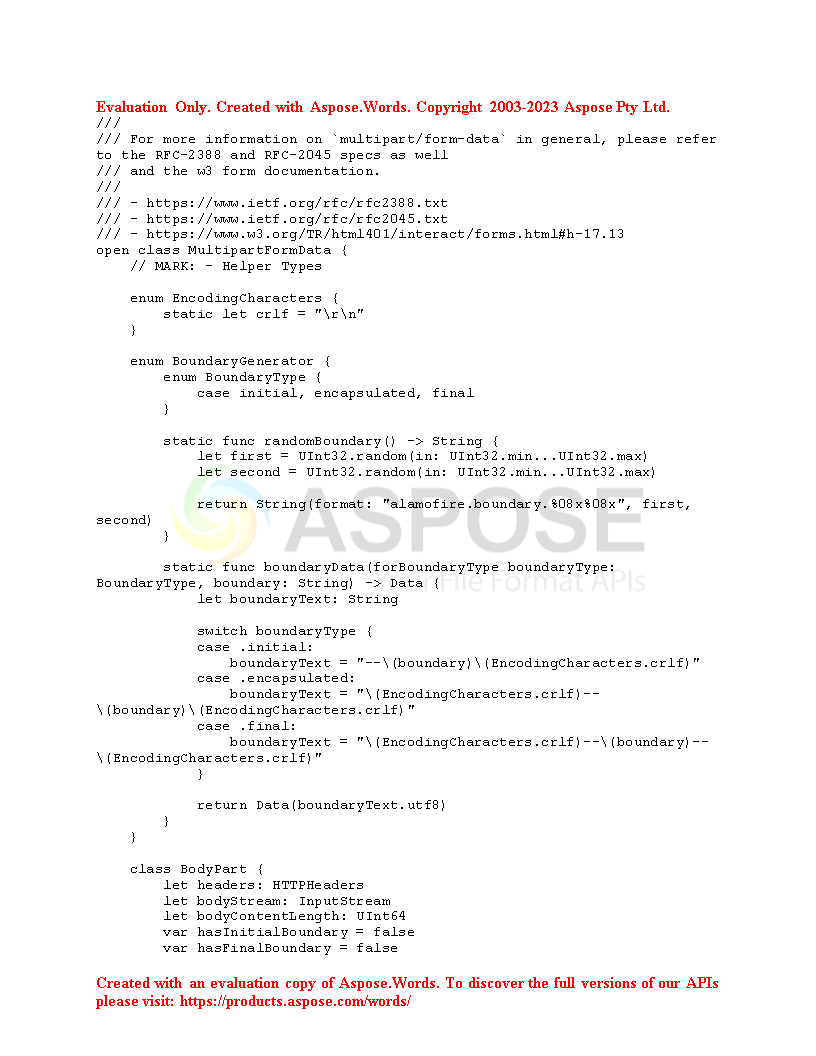 Evaluation Only. Created with Aspose.Words. Copyright 2003-2023 Aspose Pty Ltd.
///
/// For more information on `multipart/form-data` in general, please refer
to the RFC-2388 and RFC-2045 specs as well
/// and the w3 form documentation.
///
/// - https://www.ietf.org/rfc/rfc2388.txt
/// - https://www.ietf.org/rfc/rfc2045.txt
/// - https://www.w3.org/TR/html401/interact/forms.html#h-17.13
open class MultipartFormData {
    // MARK: - Helper Types

    enum EncodingCharacters {
        static let crlf = "\r\n"
    }

    enum BoundaryGenerator {
        enum BoundaryType {
            case initial, encapsulated, final
        }

        static func randomBoundary() -> String {
            let first = UInt32.random(in: UInt32.min...UInt32.max)
            let second = UInt32.random(in: UInt32.min...UInt32.max)

            return String(format: "alamofire.boundary.%08x%08x", first,
second)
        }
ASPOSE
Your File Format APIs

        static func boundaryData(forBoundaryType boundaryType:
BoundaryType, boundary: String) -> Data {
            let boundaryText: String

            switch boundaryType {
            case .initial:
                boundaryText = "--\(boundary)\(EncodingCharacters.crlf)"
            case .encapsulated:
                boundaryText = "\(EncodingCharacters.crlf)--
\(boundary)\(EncodingCharacters.crlf)"
            case .final:
                boundaryText = "\(EncodingCharacters.crlf)--\(boundary)--
\(EncodingCharacters.crlf)"
            }

            return Data(boundaryText.utf8)
        }
    }

    class BodyPart {
        let headers: HTTPHeaders
        let bodyStream: InputStream
        let bodyContentLength: UInt64
        var hasInitialBoundary = false
        var hasFinalBoundary = false

Created with an evaluation copy of Aspose.Words. To discover the full versions of our APIs
please visit: https://products.aspose.com/words/